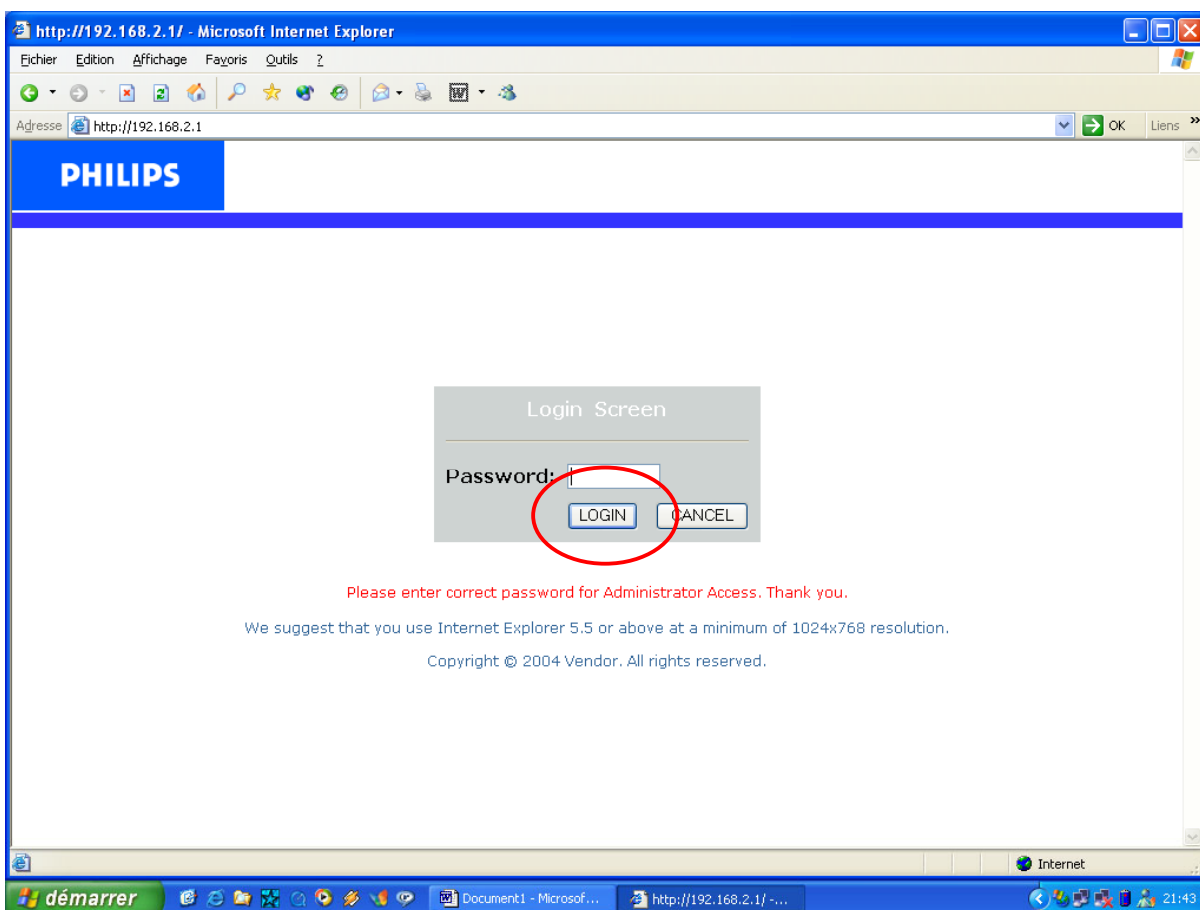 http://192.168.2.1/ - Microsoft Internet Explorer
Fichier Edition Affichage Favoris Outils ?
Adresse http://192.168.2.1 OK Liens »
PHILIPS
Login Screen
Password:
LOGIN CANCEL
Please enter correct password for Administrator Access. Thank you.
We suggest that you use Internet Explorer 5.5 or above at a minimum of 1024x768 resolution.
Copyright © 2004 Vendor. All rights reserved.
Internet
démarrer Document1 - Microsof... http://192.168.2.1/ -... 21:43